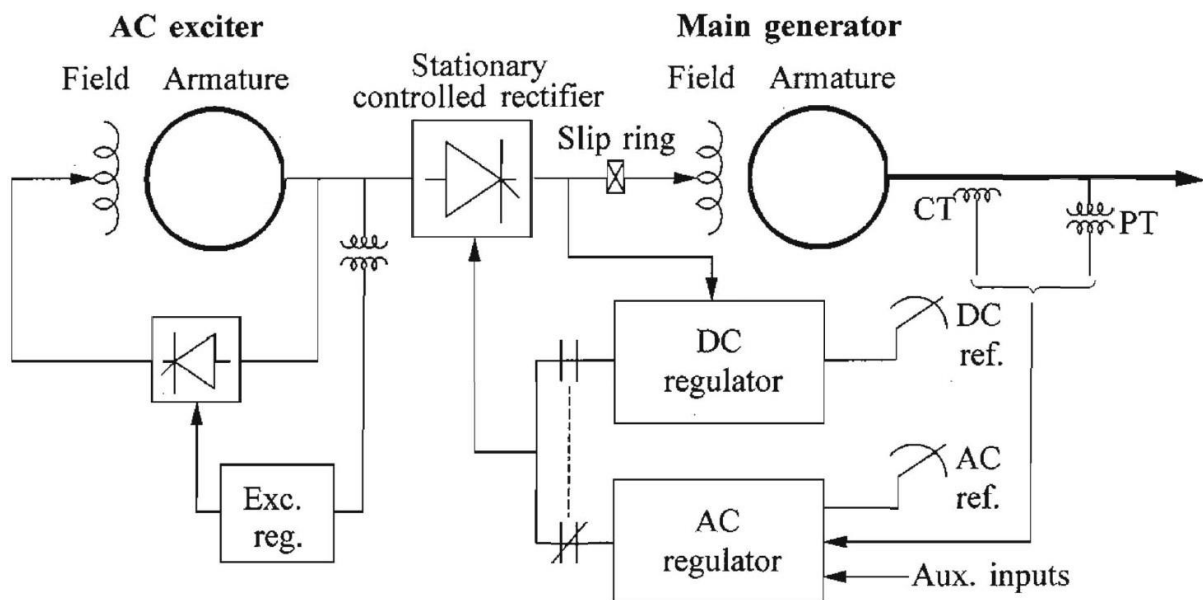 AC exciter
Main generator
Field
Armature
Stationary
controlled rectifier
Slip ring
Field
Armature
CT
PT
DC
regulator
DC
ref.
Exc.
reg.
AC
regulator
AC
ref.
Aux. inputs